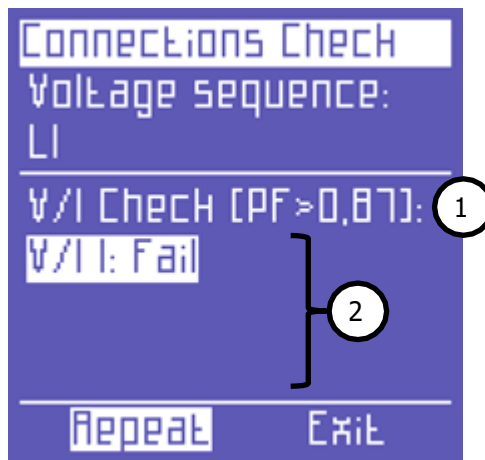 Connections Check
Voltage sequence:
L1
V/I Check [PF>0,87]: 1
V/I 1: Fail
2
Repeat Exit